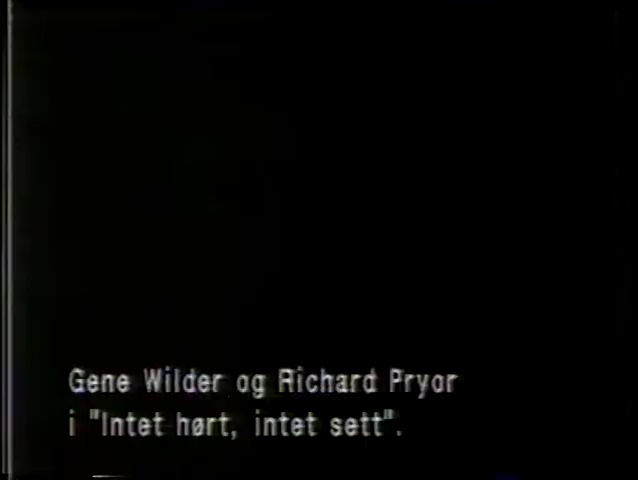 Gene Wilder og Richard Pryor
i "Intet hørt, intet sett".